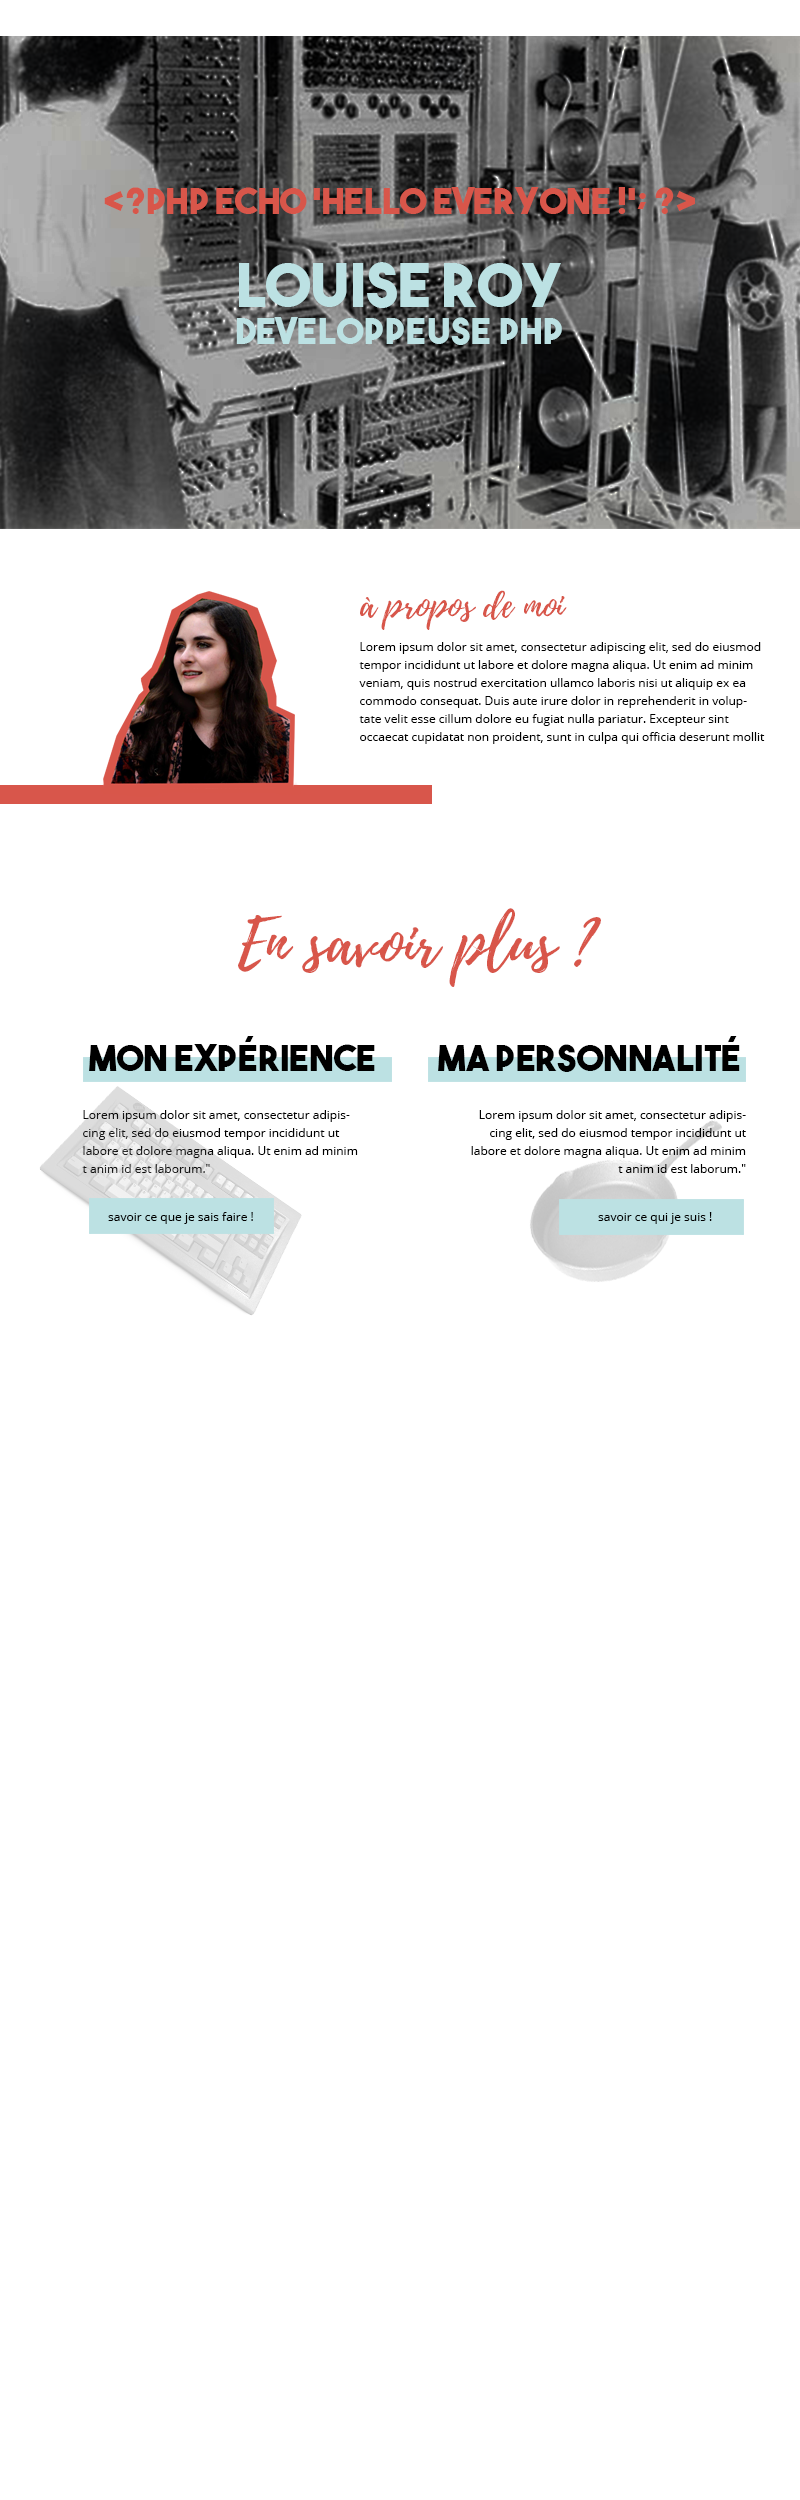 <?PHP ECHO 'HELLO EVERYONE !'; ?>
LOUISE ROY
DEVELOPPEUSE PHP
à propos de moi
Lorem ipsum dolor sit amet, consectetur adipiscing elit, sed do eiusmod
tempor incididunt ut labore et dolore magna aliqua. Ut enim ad minim
veniam, quis nostrud exercitation ullamco laboris nisi ut aliquip ex ea
commodo consequat. Duis aute irure dolor in reprehenderit in volup-
tate velit esse cillum dolore eu fugiat nulla pariatur. Excepteur sint
occaecat cupidatat non proident, sunt in culpa qui officia deserunt mollit
En savoir plus ?
MON EXPÉRIENCE
Lorem ipsum dolor sit amet, consectetur adipis-
cing elit, sed do eiusmod tempor incididunt ut
labore et dolore magna aliqua. Ut enim ad minim
t anim id est laborum."
savoir ce que je sais faire !
MA PERSONNALITÉ
Lorem ipsum dolor sit amet, consectetur adipis-
cing elit, sed do eiusmod tempor incididunt ut
labore et dolore magna aliqua. Ut enim ad minim
t anim id est laborum."
savoir ce qui je suis !